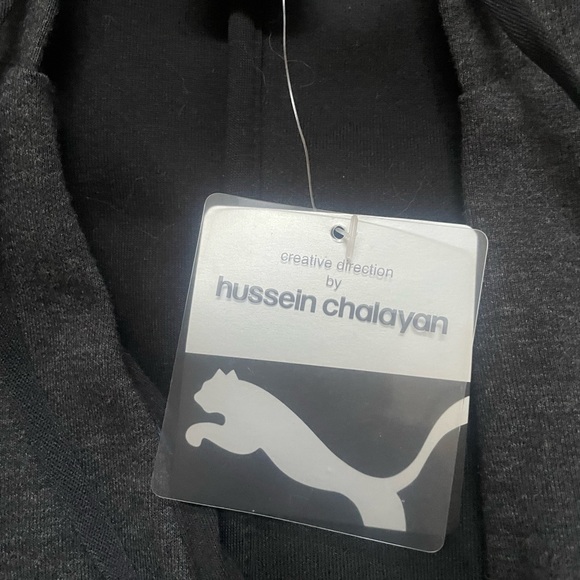 creative direction
by
hussein chalayan